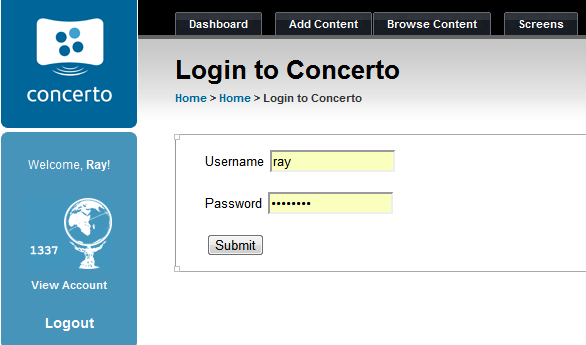 concerto
Welcome, Ray!
1337
View Account
Logout
Dashboard Add Content Browse Content Screens
Login to Concerto
Home > Home > Login to Concerto
Username ray
Password ••••••••
Submit